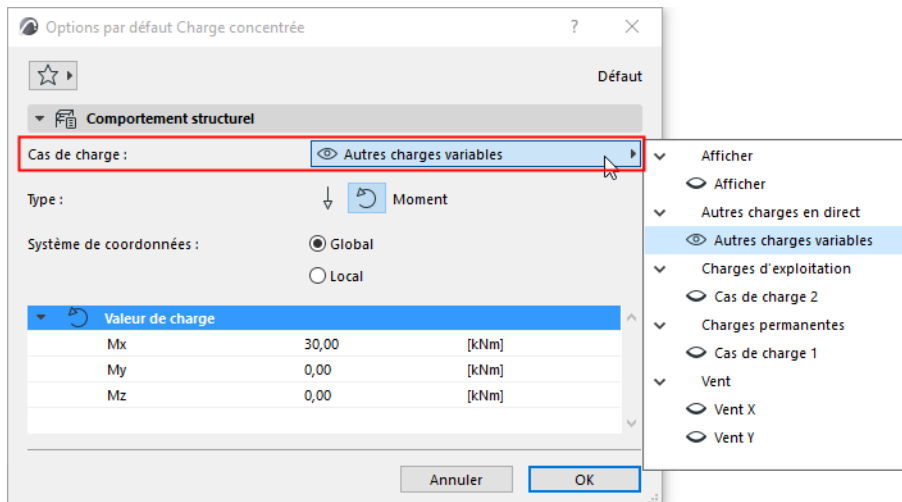 Options par défaut Charge concentrée
?
Défaut
Comportement structurel
Cas de charge :
Autres charges variables
Type :
Moment
Système de coordonnées :
Global
Local
Valeur de charge
Mx 30,00 [kNm]
My 0,00 [kNm]
Mz 0,00 [kNm]
Annuler
OK
Afficher
Afficher
Autres charges en direct
Autres charges variables
Charges d'exploitation
Cas de charge 2
Charges permanentes
Cas de charge 1
Vent
Vent X
Vent Y